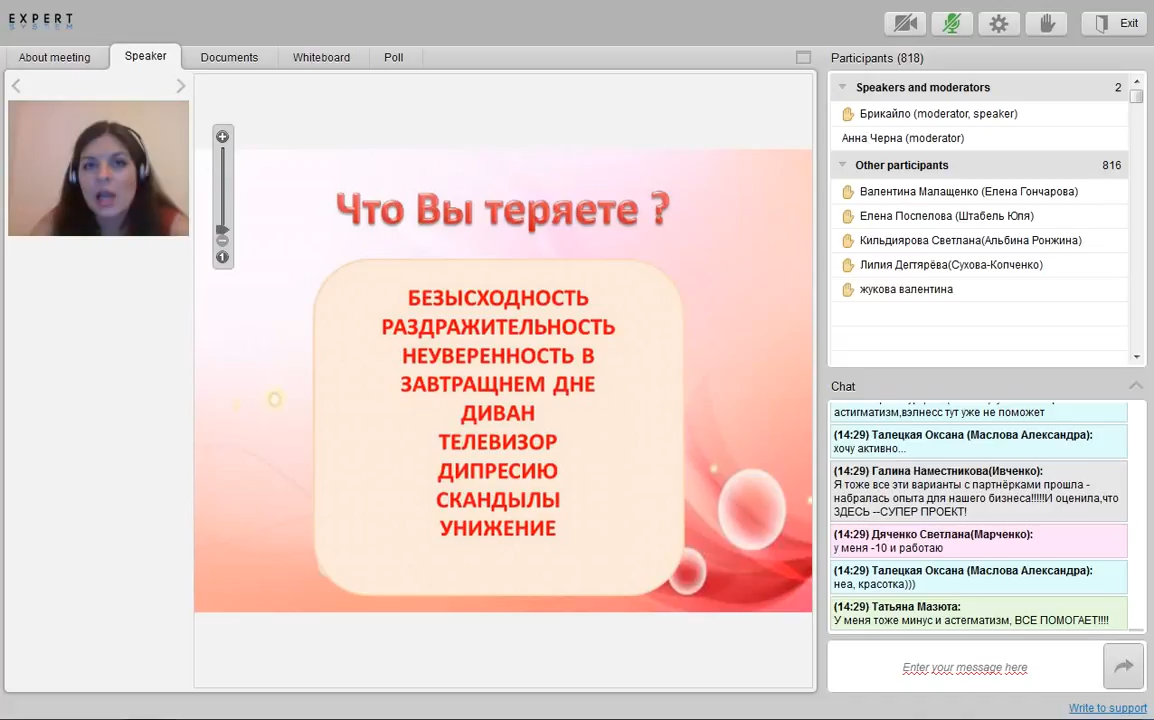 EXPERT
SYSTEM
Exit
About meeting
Speaker
Documents
Whiteboard
Poll
Что Вы теряете ?
БЕЗЫСХОДНОСТЬ
РАЗДРАЖИТЕЛЬНОСТЬ
НЕУВЕРЕННОСТЬ В
ЗАВТРАЩНЕМ ДНЕ
ДИВАН
ТЕЛЕВИЗОР
ДИПРЕСИЮ
СКАНДЫЛЫ
УНИЖЕНИЕ
Participants (818)
Speakers and moderators 2
Брикайло (moderator, speaker)
Анна Черна (moderator)
Other participants 816
Валентина Малащенко (Елена Гончарова)
Елена Поспелова (Штабель Юля)
Кильдиярова Светлана(Альбина Ронжина)
Липия Дегтярёва(Сухова-Копченко)
жукова валентина
Chat
астигматизм,вэлнесс тут уже не поможет
(14:29) Талецкая Оксана (Маслова Александра):
хочу активно...
(14:29) Галина Наместникова(Ивченко):
Я тоже все эти варианты с партнёрками прошла -
набралась опыта для нашего бизнеса!!!!!И оценила,что
ЗДЕСЬ --СУПЕР ПРОЕКТ!
(14:29) Дяченко Светлана(Марченко):
у меня -10 и работаю
(14:29) Талецкая Оксана (Маслова Александра):
неа, красотка)))
(14:29) Татьяна Мазюта:
У меня тоже минус и астегматизм, ВСЕ ПОМОГАЕТ!!!!
Enter your message here
Write to support